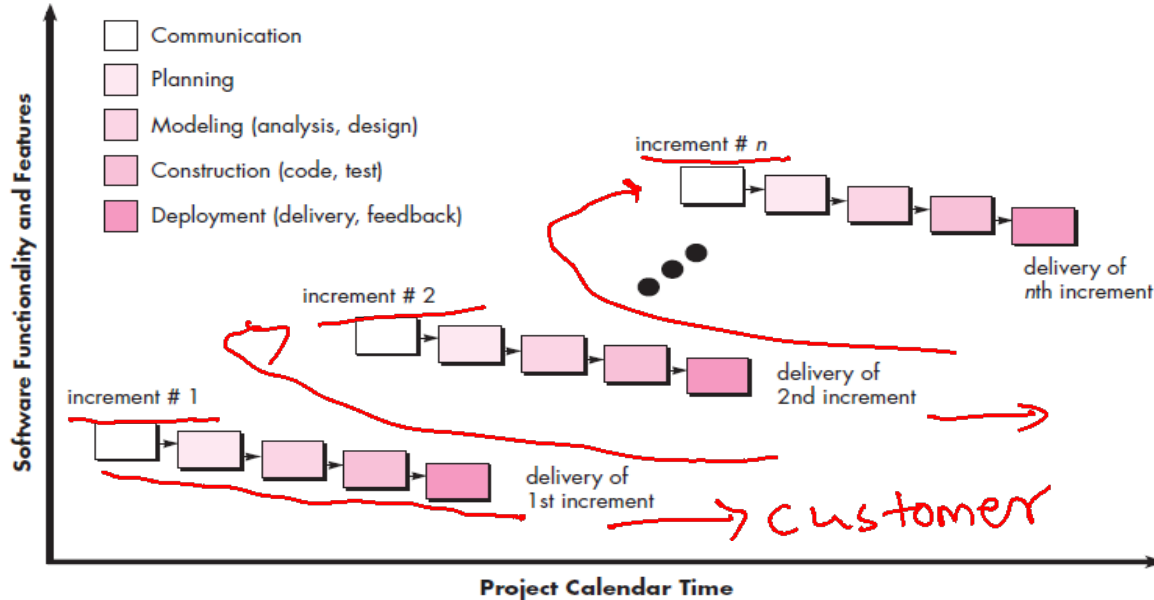 Software Functionality and Features
Communication
Planning
Modeling (analysis, design)
Construction (code, test)
Deployment (delivery, feedback)
increment # n
delivery of
nth increment
increment # 2
delivery of
2nd increment
increment # 1
delivery of
1st increment
customer
Project Calendar Time